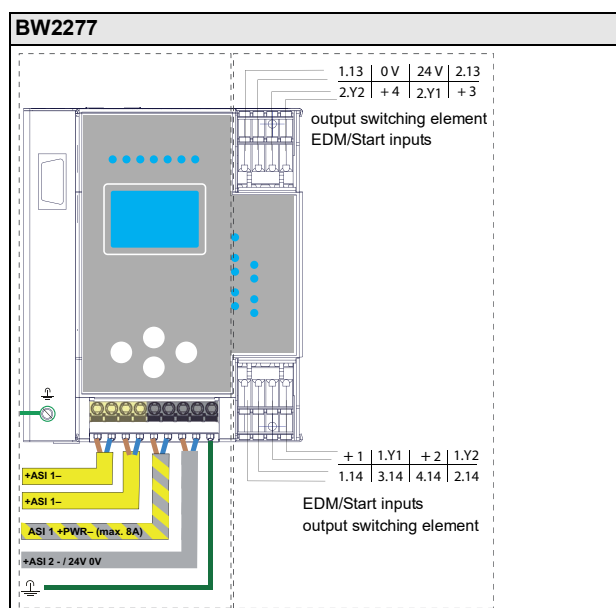 BW2277
1.13 | 0 V | 24 V | 2.13
2.Y2 | + 4 | 2.Y1 | + 3
output switching element
EDM/Start inputs
+ 1 | 1.Y1 | + 2 | 1.Y2
1.14 | 3.14 | 4.14 | 2.14
EDM/Start inputs
output switching element
+ASI 1–
+ASI 1–
ASI 1 +PWR– (max. 8A)
+ASI 2 - / 24V 0V